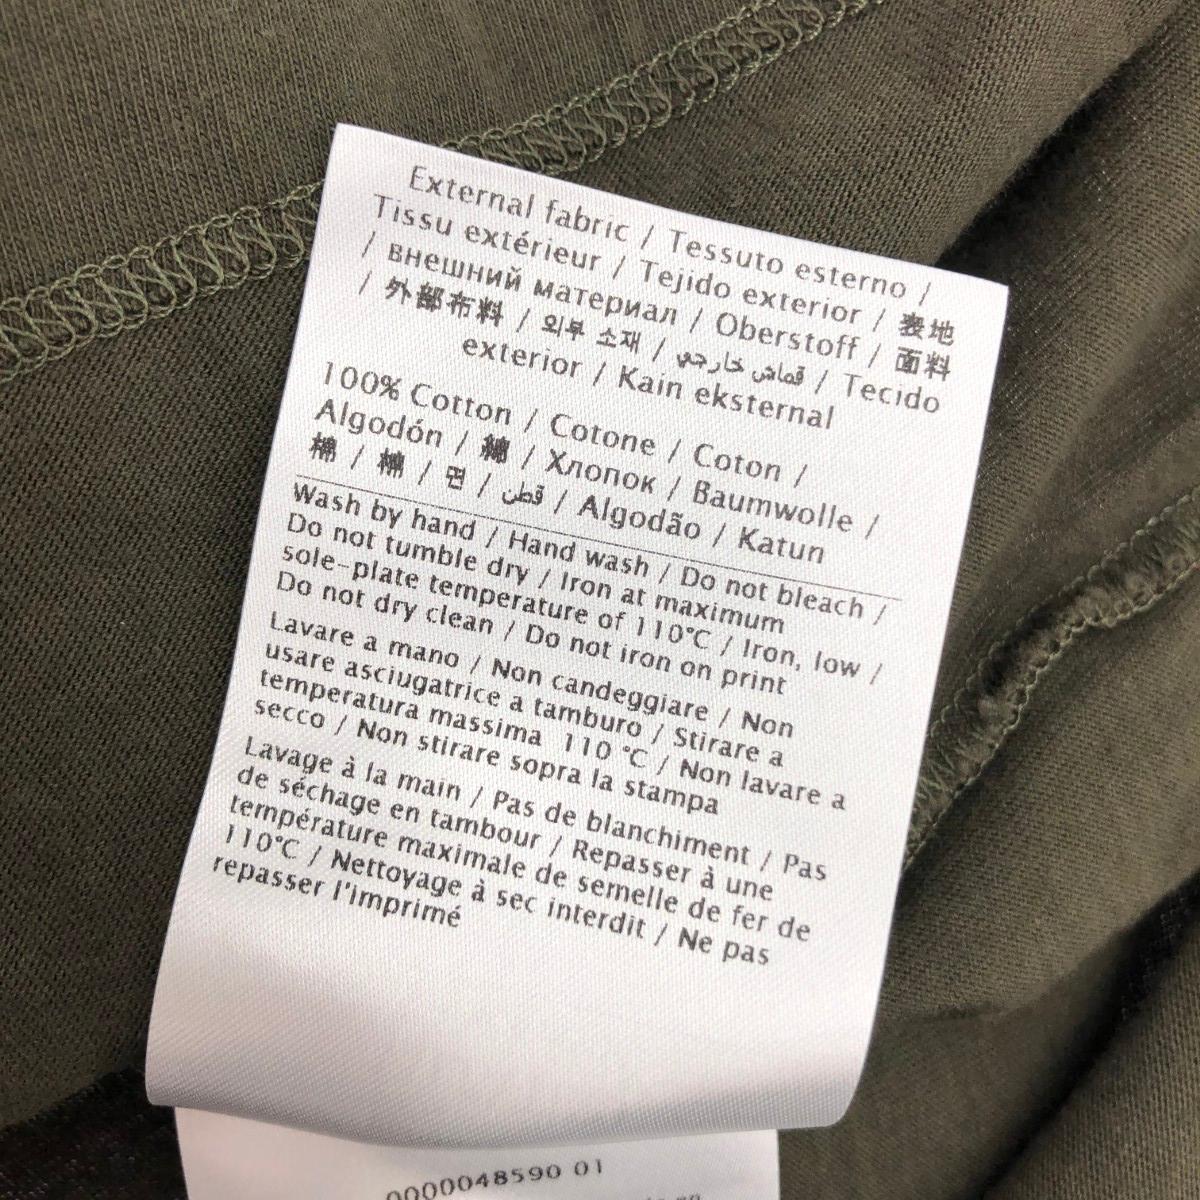 External fabric / Tessuto esterno /
Tissu extérieur / Tejido exterior / 表地
/ внешний материал / Oberstoff / 面料
/ 外部布料 / 외부 소재 / قماش خارجي / Tecido
exterior / Kain eksternal
100% Cotton / Cotone / Coton /
Algodón / 綿 / Хлопок / Baumwolle /
棉 / 棉 / 면 / قطن / Algodão / Katun
Wash by hand / Hand wash / Do not bleach /
Do not tumble dry / Iron at maximum
sole-plate temperature of 110°C / Iron, low /
Do not dry clean / Do not iron on print
Lavare a mano / Non candeggiare / Non
usare asciugatrice a tamburo / Stirare a
temperatura massima 110 °C / Non lavare a
secco / Non stirare sopra la stampa
Lavage à la main / Pas de blanchiment / Pas
de séchage en tambour / Repasser à une
température maximale de semelle de fer de
110°C / Nettoyage à sec interdit / Ne pas
repasser l'imprimé
0000048590 01